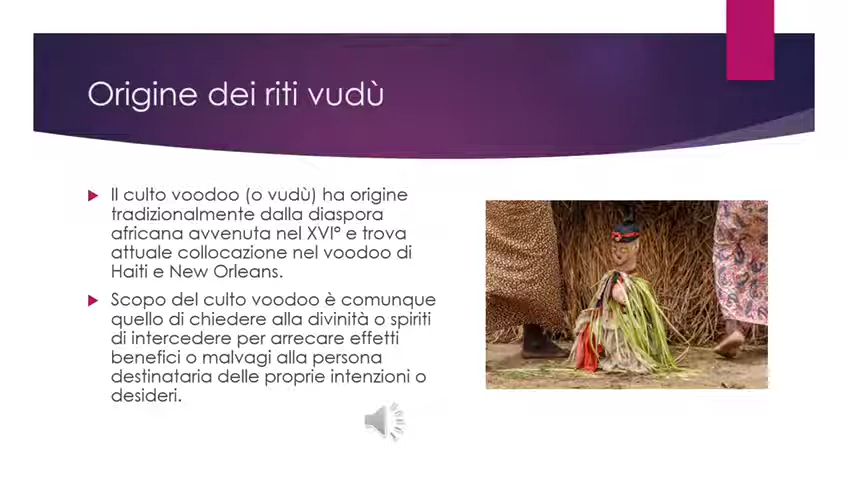 Origine dei riti vudù
Il culto voodoo (o vudù) ha origine
tradizionalmente dalla diaspora
africana avvenuta nel XVI° e trova
attuale collocazione nel voodoo di
Haiti e New Orleans.
Scopo del culto voodoo è comunque
quello di chiedere alla divinità o spiriti
di intercedere per arrecare effetti
benefici o malvagi alla persona
destinataria delle proprie intenzioni o
desideri.